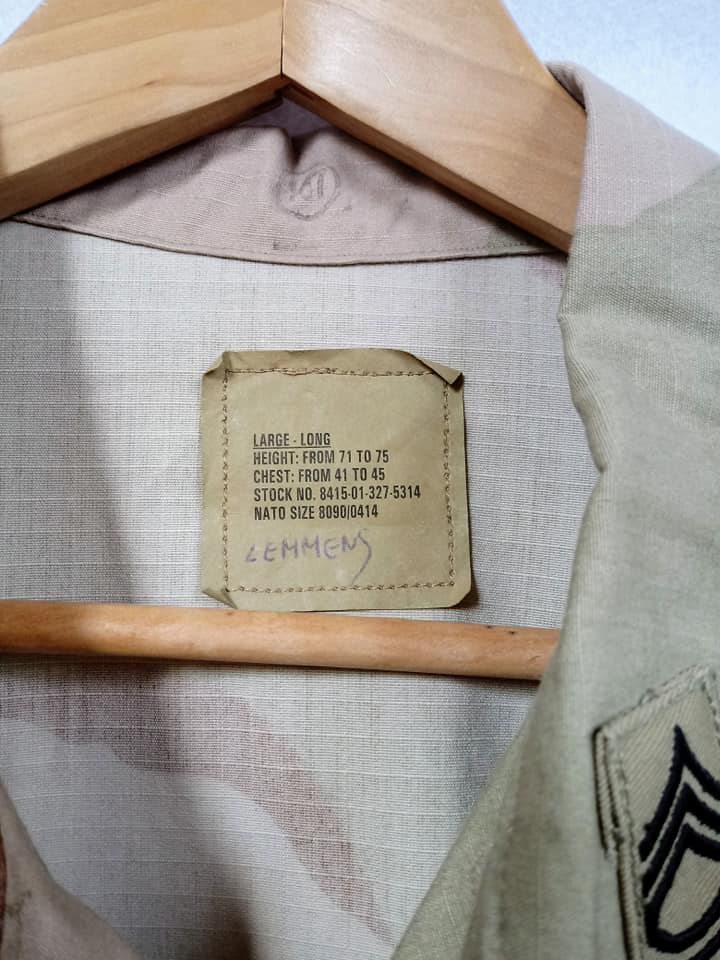 LARGE - LONG
HEIGHT: FROM 71 TO 75
CHEST: FROM 41 TO 45
STOCK NO. 8415-01-327-5314
NATO SIZE 8090/0414
LEMMENS